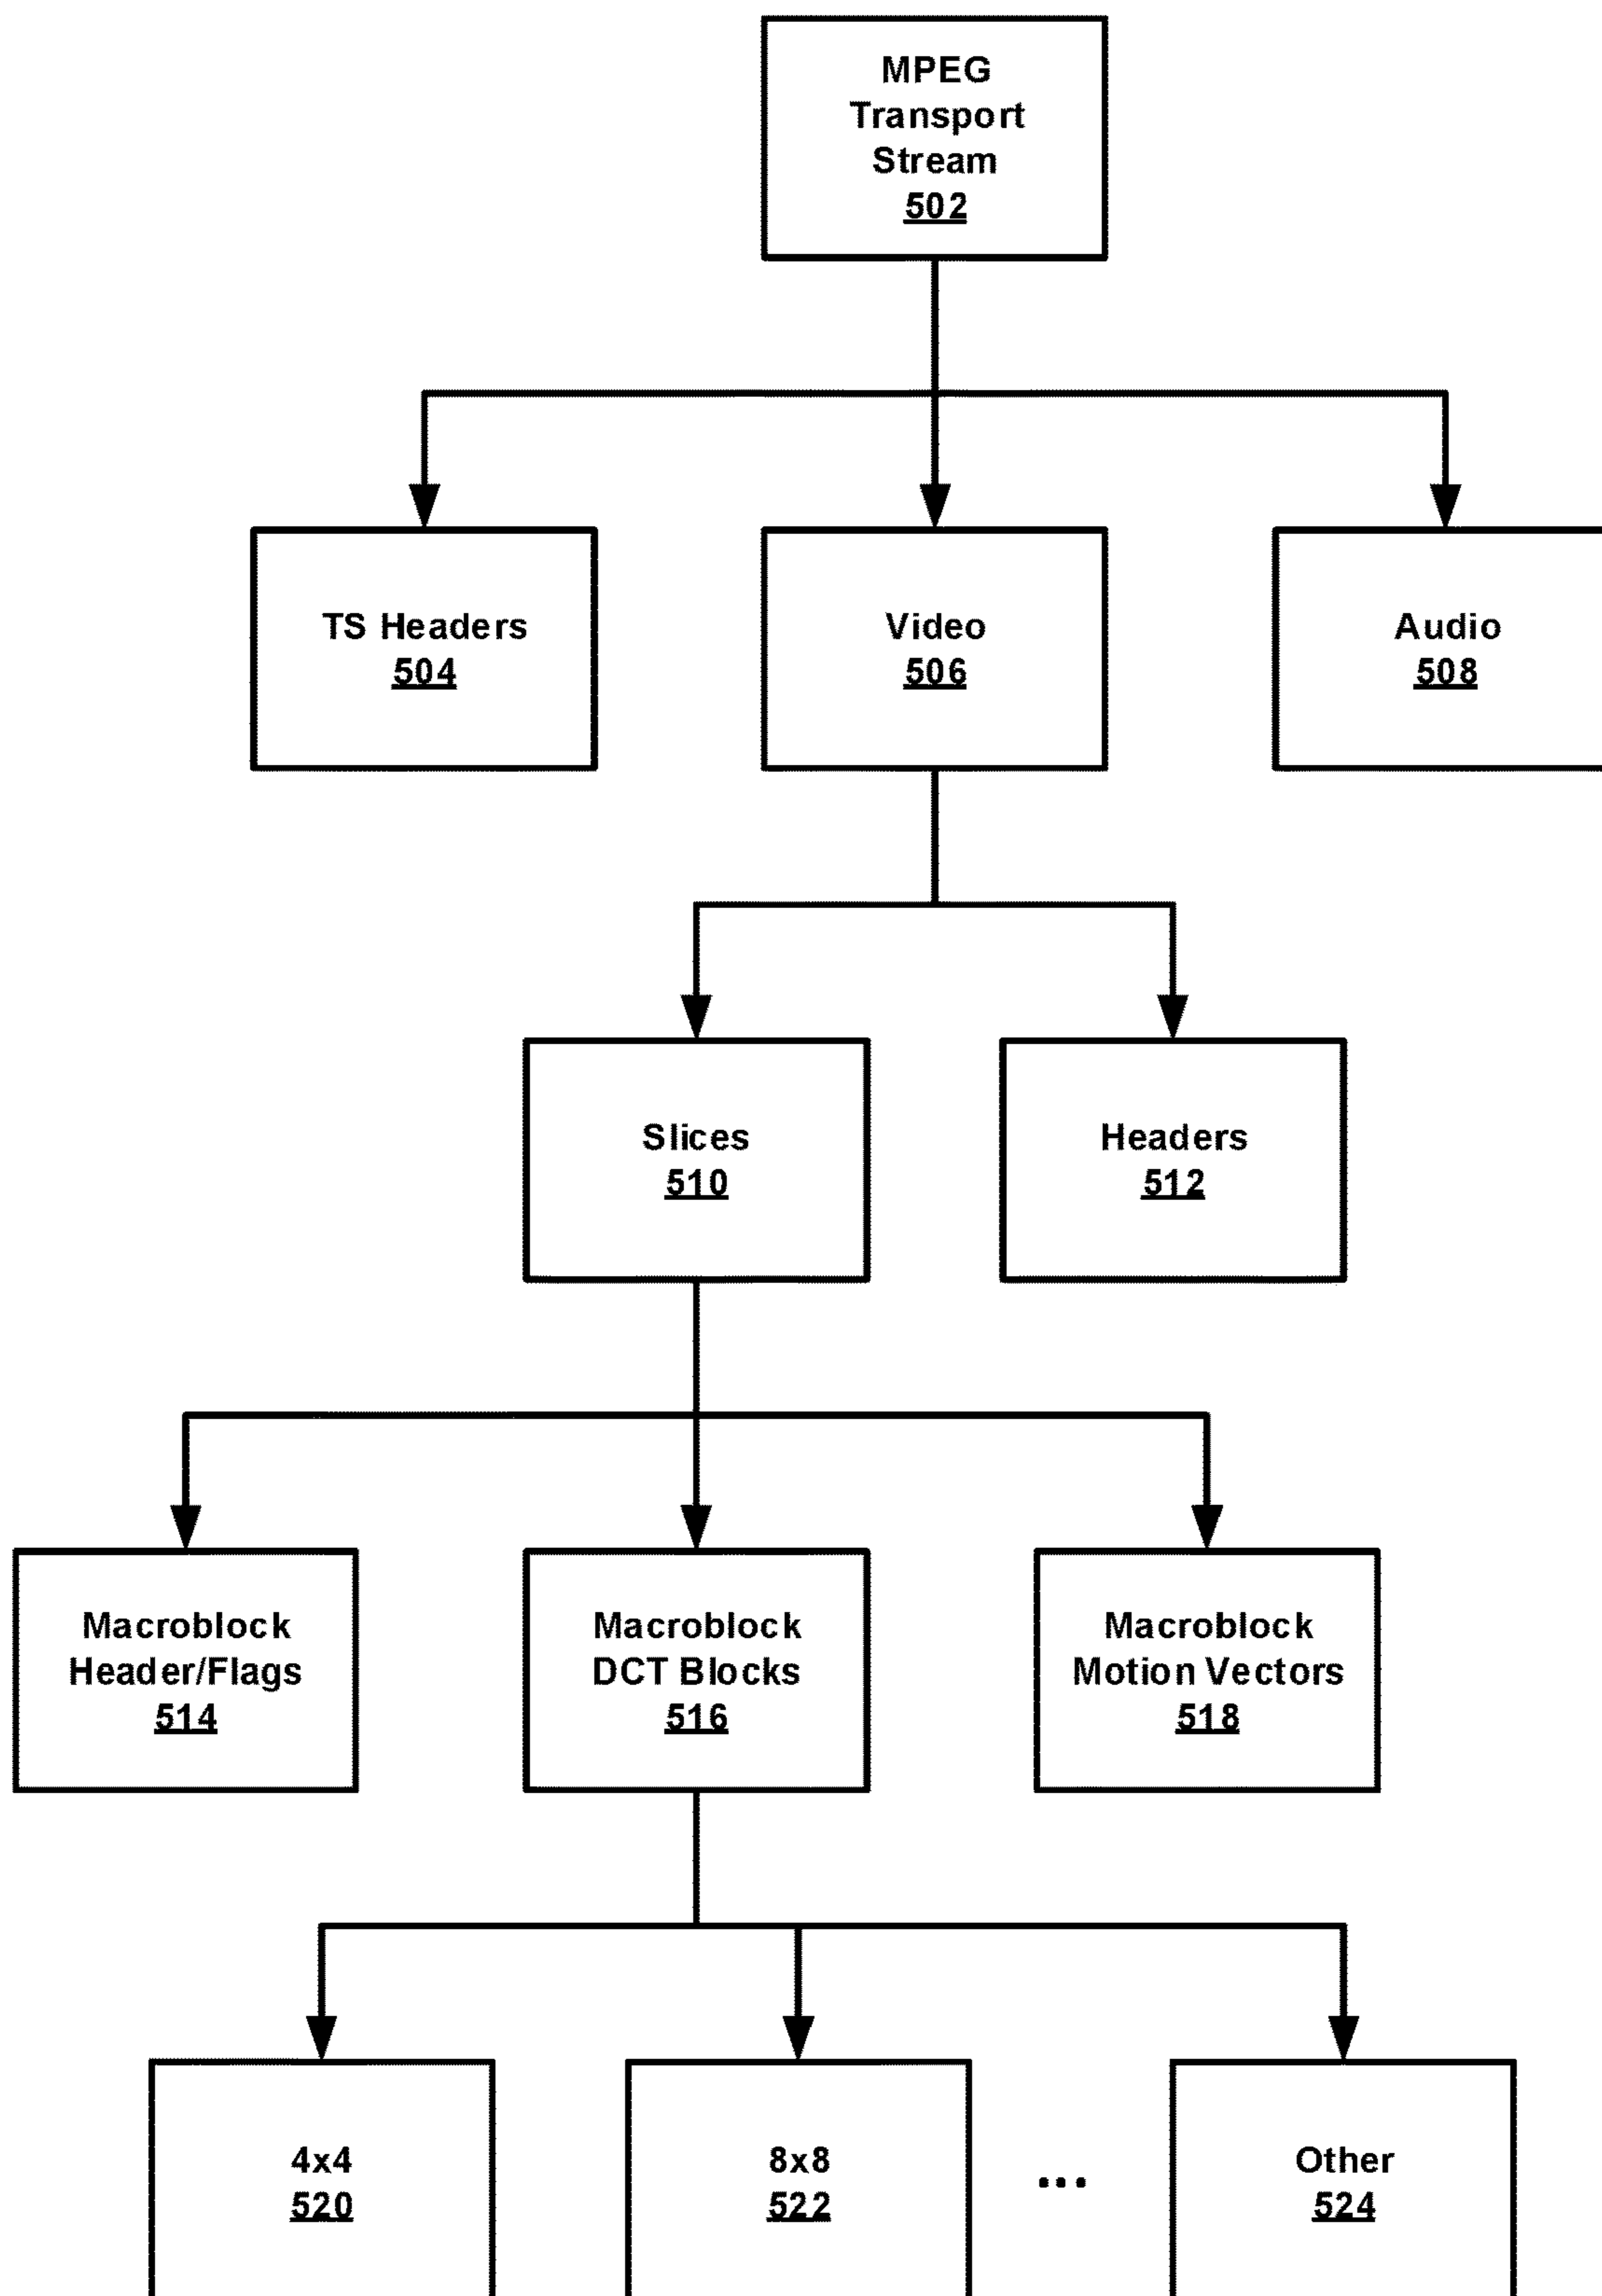 MPEG
Transport
Stream
502
TS Headers
504
Video
506
Audio
508
Slices
510
Headers
512
Macroblock
Header/Flags
514
Macroblock
DCT Blocks
516
Macroblock
Motion Vectors
518
4x4
520
8x8
522
...
Other
524